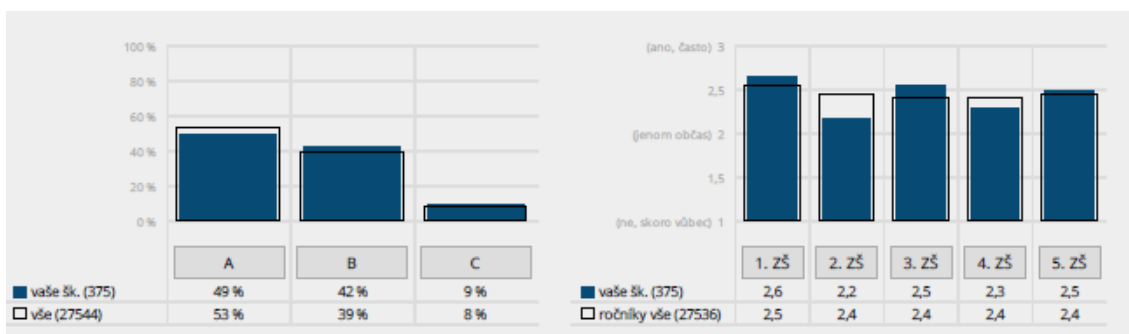 100 %
80 %
60 %
40 %
20 %
0 %
A B C
vaše šk. (375) 49 % 42 % 9 %
vše (27544) 53 % 39 % 8 %
(ano, často) 3
2,5
(jenom občas) 2
1,5
(ne, skoro vůbec) 1
1. ZŠ 2. ZŠ 3. ZŠ 4. ZŠ 5. ZŠ
vaše šk. (375) 2,6 2,2 2,5 2,3 2,5
ročníky vše (27536) 2,5 2,4 2,4 2,4 2,4